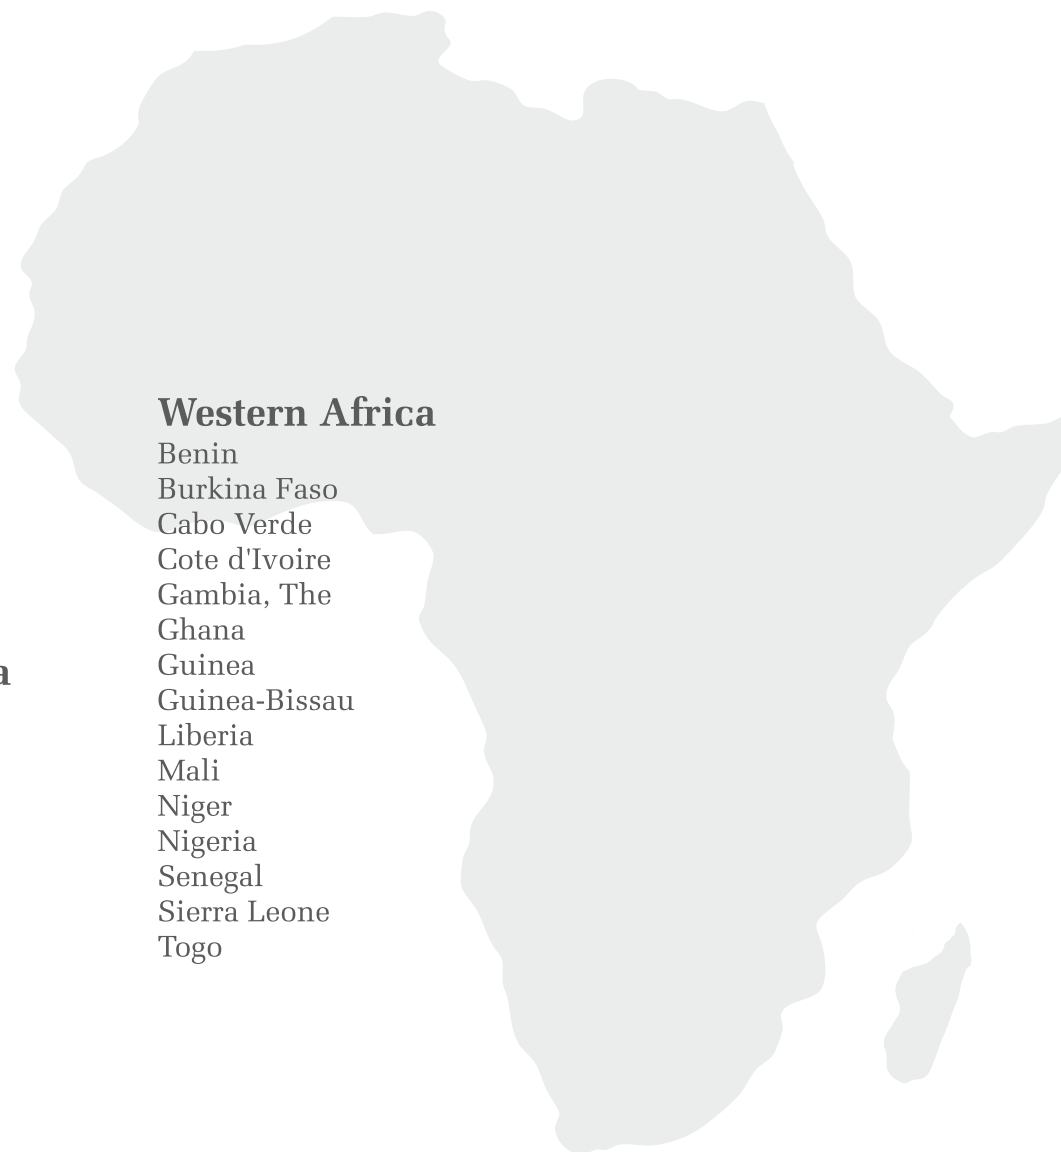 Western Africa
Benin
Burkina Faso
Cabo Verde
Cote d'Ivoire
Gambia, The
Ghana
Guinea
Guinea-Bissau
Liberia
Mali
Niger
Nigeria
Senegal
Sierra Leone
Togo